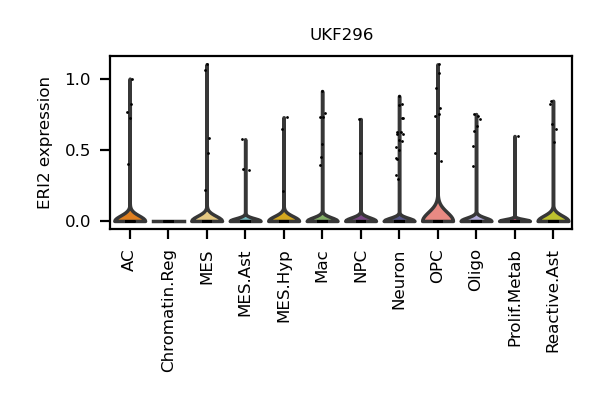 UKF296
ERI2 expression
1.0
0.5
0.0
AC
Chromatin.Reg
MES
MES.Ast
MES.Hyp
Mac
NPC
Neuron
OPC
Oligo
Prolif.Metab
Reactive.Ast